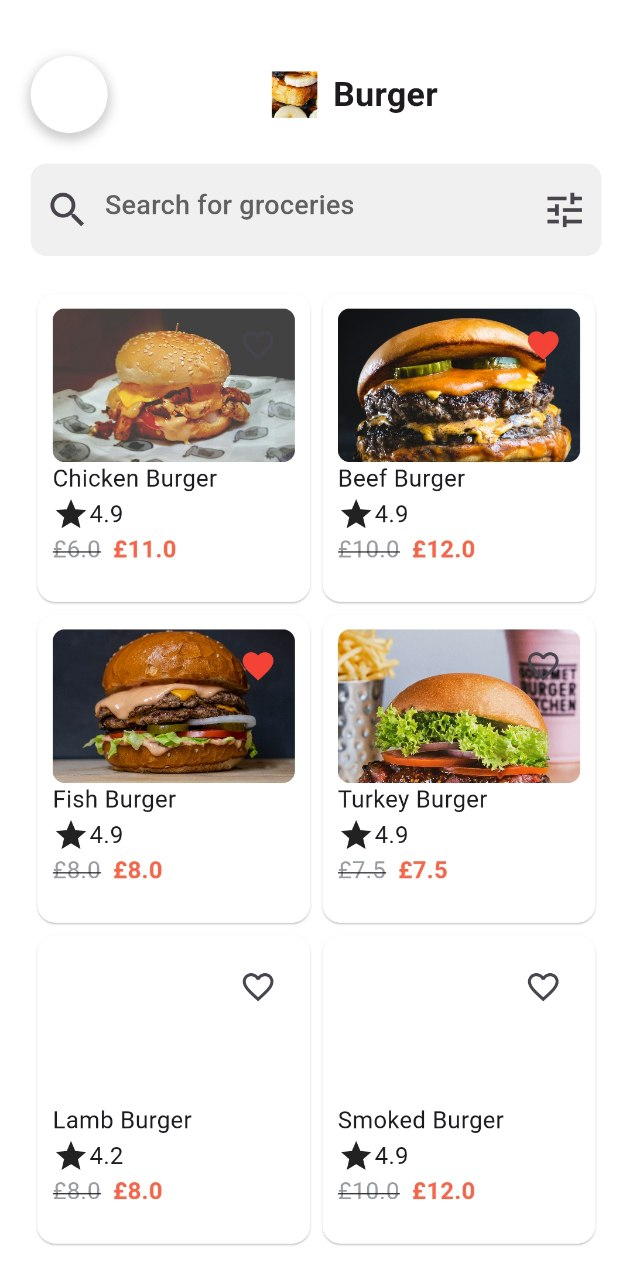 Burger
Search for groceries
Chicken Burger
4.9
£6.0 £11.0
Beef Burger
4.9
£10.0 £12.0
Fish Burger
4.9
£8.0 £8.0
Turkey Burger
4.9
£7.5 £7.5
GOURMET
BURGER
KITCHEN
Lamb Burger
4.2
£8.0 £8.0
Smoked Burger
4.9
£10.0 £12.0